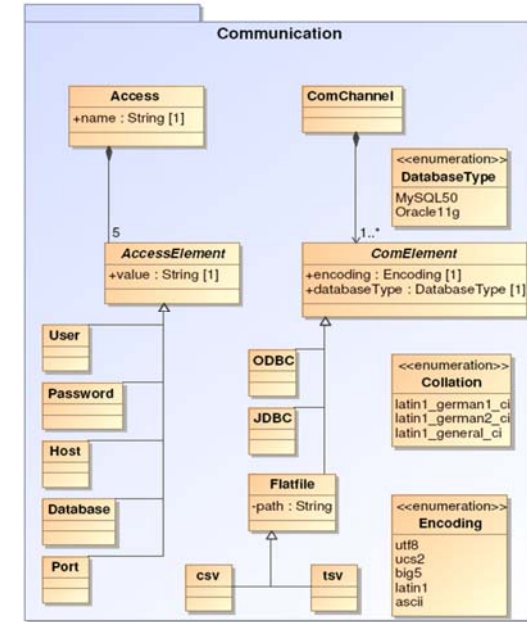 Communication
Access
+name : String [1]
ComChannel
<<enumeration>>
DatabaseType
MySQL50
Oracle11g
5
1..*
AccessElement
+value : String [1]
ComElement
+encoding : Encoding [1]
+databaseType : DatabaseType [1]
User
Password
Host
Database
Port
ODBC
JDBC
Flatfile
-path : String
csv
tsv
<<enumeration>>
Collation
latin1_german1_ci
latin1_german2_ci
latin1_general_ci
<<enumeration>>
Encoding
utf8
ucs2
big5
latin1
ascii